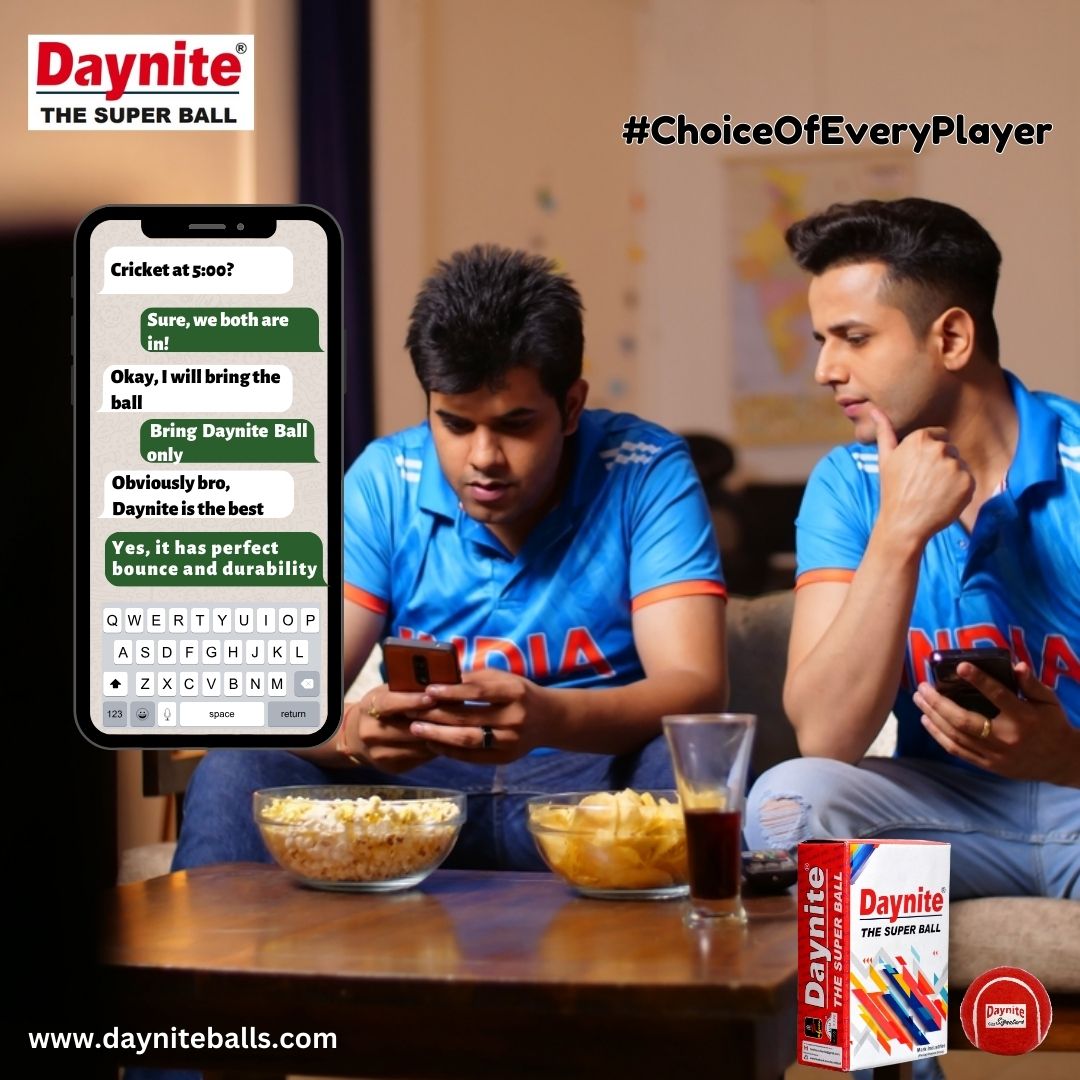 Daynite®
THE SUPER BALL
#ChoiceOfEveryPlayer
Cricket at 5:00?
Sure, we both are
in!
Okay, I will bring the
ball
Bring Daynite Ball
only
Obviously bro,
Daynite is the best
Yes, it has perfect
bounce and durability
Q W E R T Y U I O P
A S D F G H J K L
Z X C V B N M
123 space return
INDIA
Daynite®
THE SUPER BALL
Daynite®
THE SUPER BALL
Daynite
Signature
www.dayniteballs.com